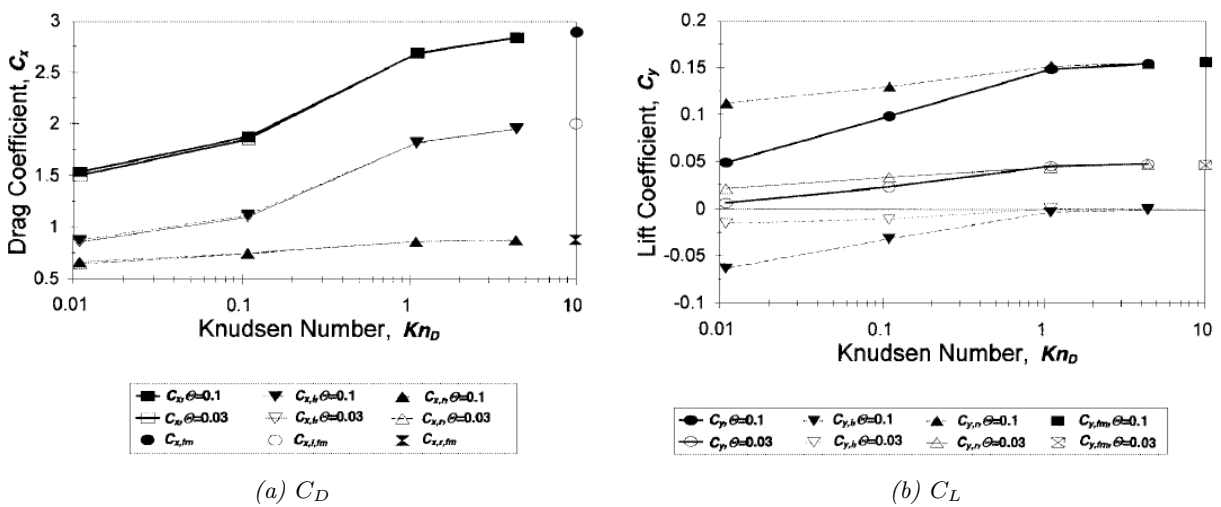 3
2.5
2
1.5
1
0.5
0.01
0.1
1
10
Drag Coefficient, Cx
Knudsen Number, KnD
Cx, Θ=0.1
Cx,i, Θ=0.1
Cx,r, Θ=0.1
Cx, Θ=0.03
Cx,i, Θ=0.03
Cx,r, Θ=0.03
Cx,fm
Cx,i,fm
Cx,r,fm
(a) CD
0.2
0.15
0.1
0.05
0
-0.05
-0.1
0.01
0.1
1
10
Lift Coefficient, Cy
Knudsen Number, KnD
Cy, Θ=0.1
Cy,i, Θ=0.1
Cy,r, Θ=0.1
Cy,fm, Θ=0.1
Cy, Θ=0.03
Cy,i, Θ=0.03
Cy,r, Θ=0.03
Cy,fm, Θ=0.03
(b) CL